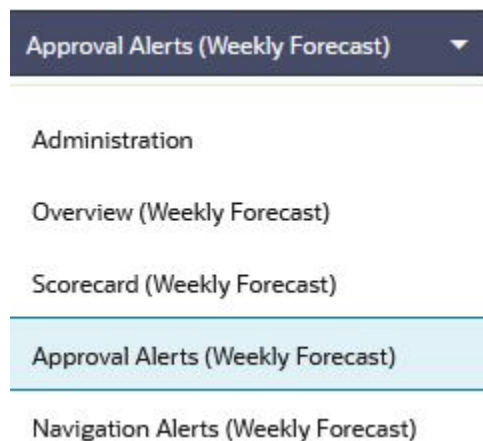 Approval Alerts (Weekly Forecast)
Administration
Overview (Weekly Forecast)
Scorecard (Weekly Forecast)
Approval Alerts (Weekly Forecast)
Navigation Alerts (Weekly Forecast)